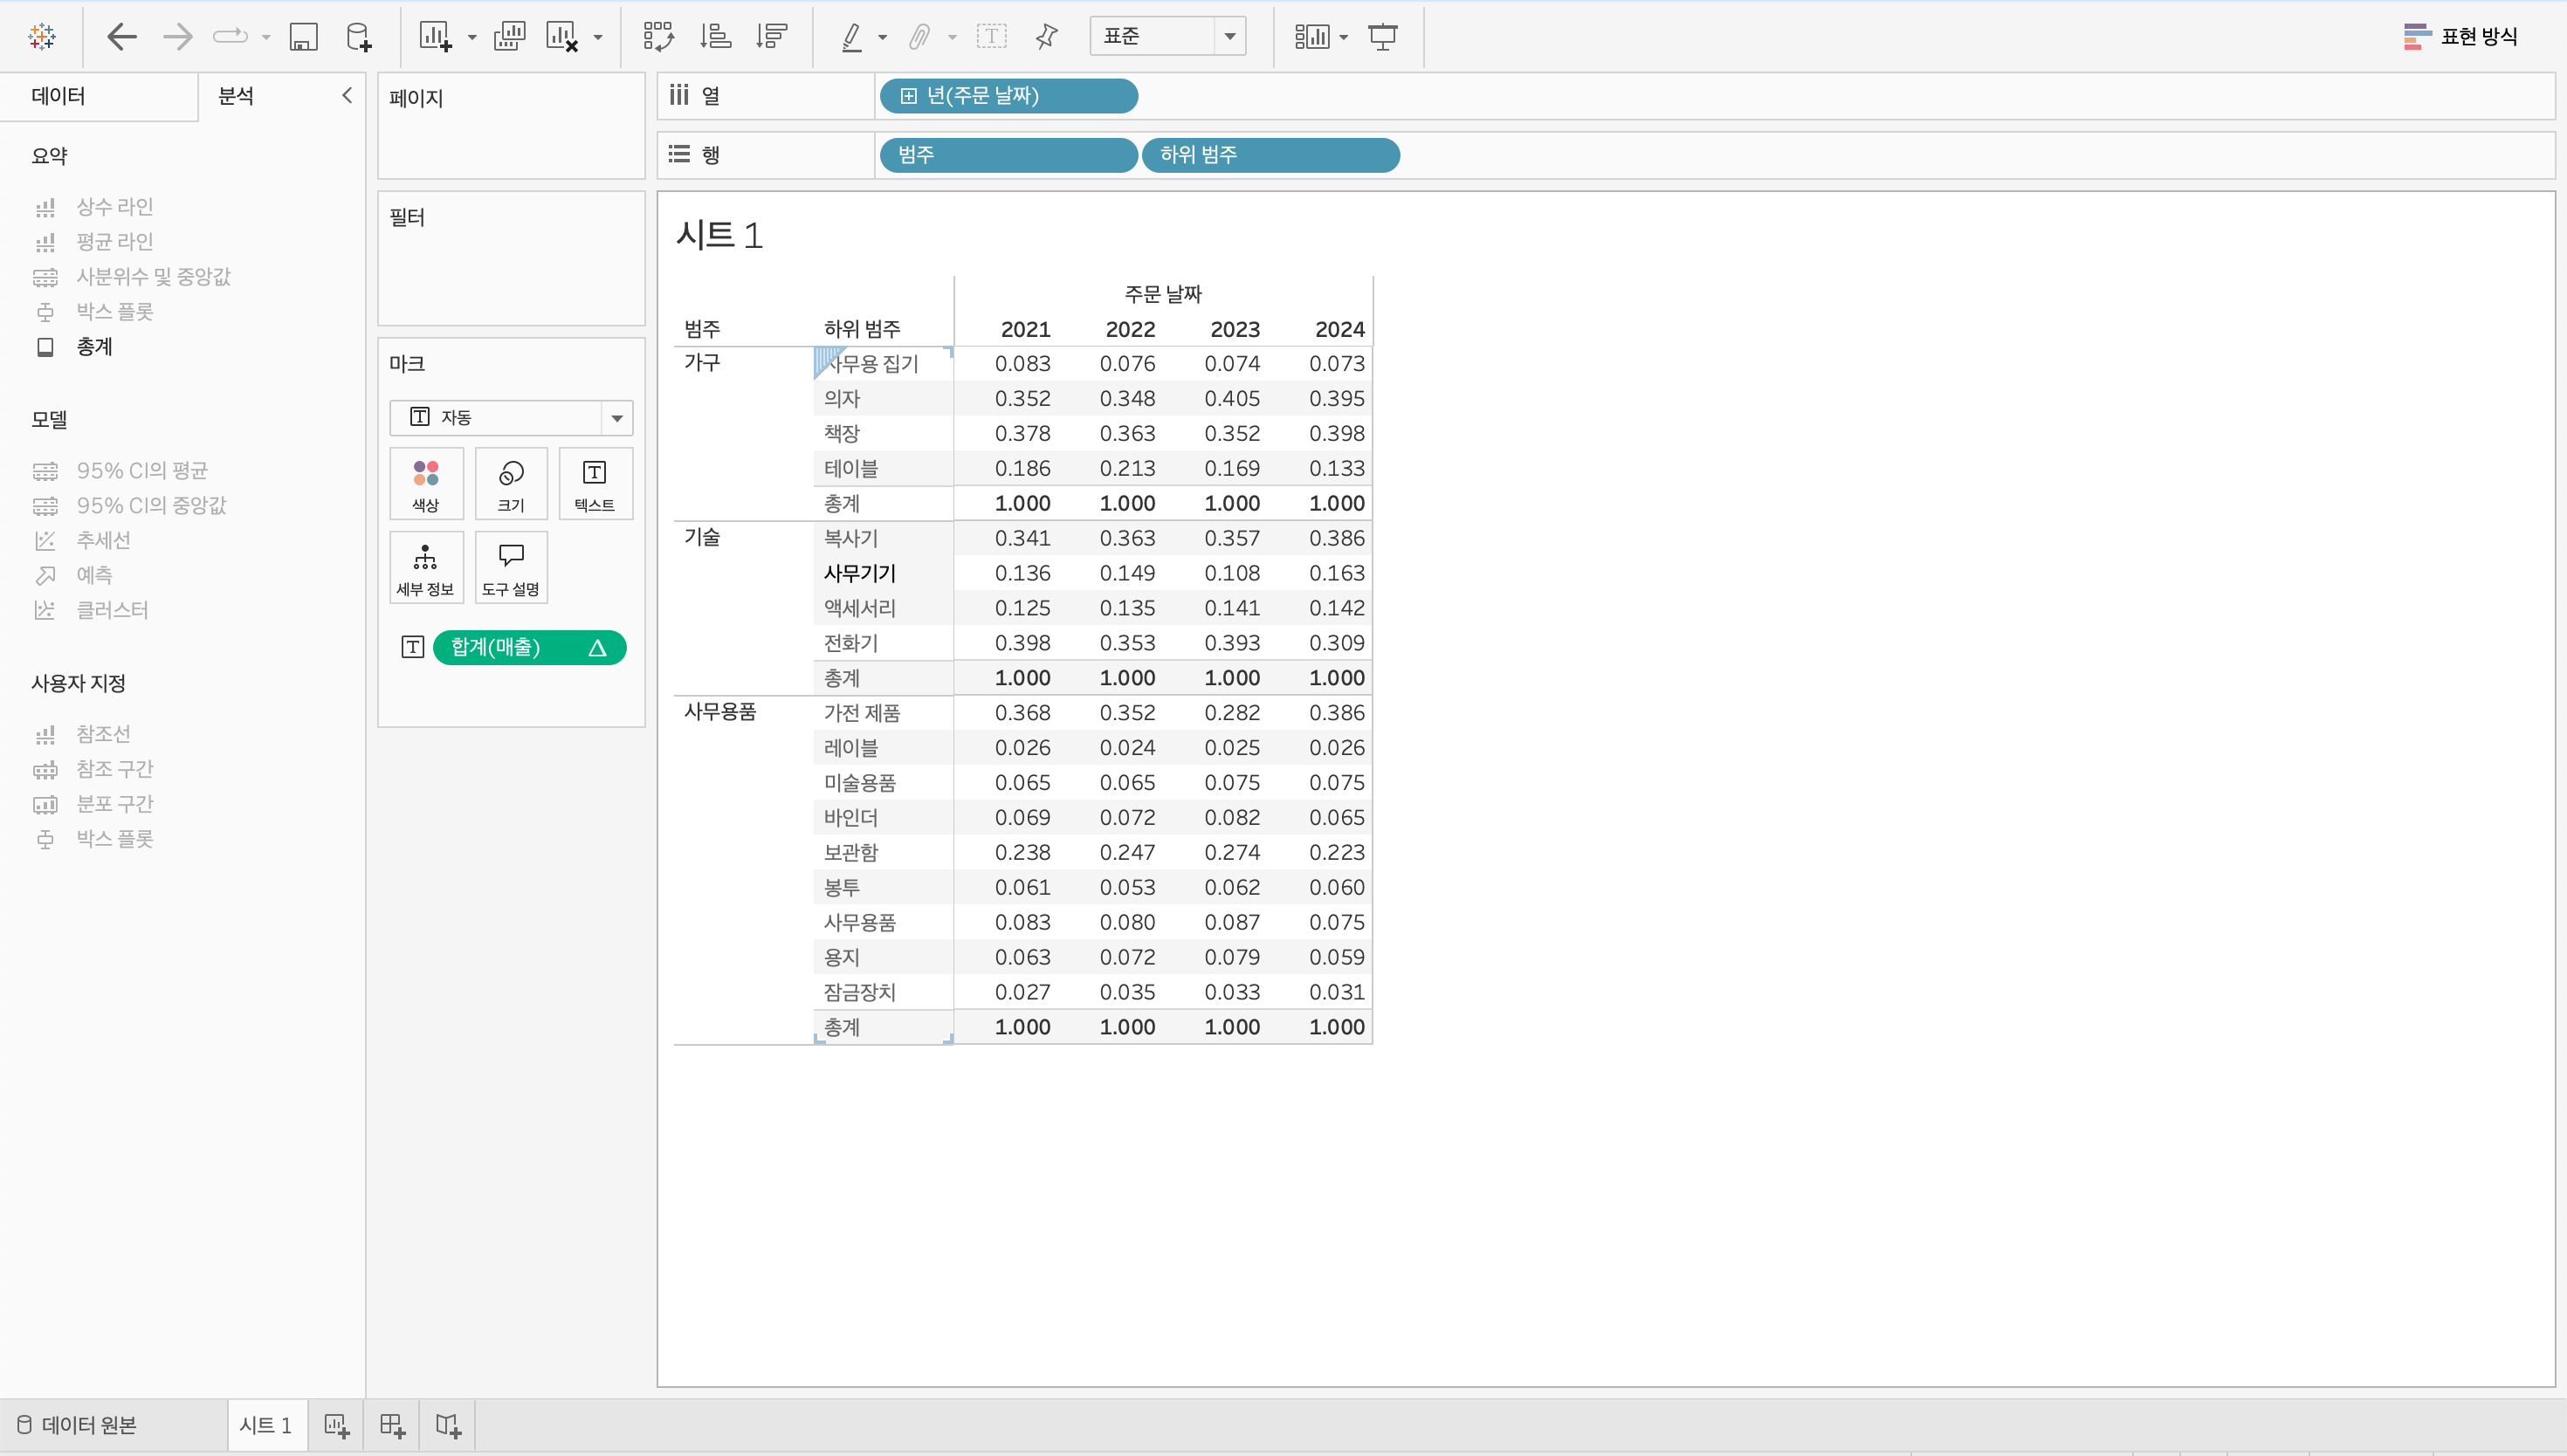 표준
표현 방식
데이터
분석
요약
상수 라인
평균 라인
사분위수 및 중앙값
박스 플롯
총계
모델
95% CI의 평균
95% CI의 중앙값
추세선
예측
클러스터
사용자 지정
참조선
참조 구간
분포 구간
박스 플롯
페이지
필터
마크
자동
색상
크기
텍스트
세부 정보
도구 설명
합계(매출)
열
년(주문 날짜)
행
범주
하위 범주
시트 1
주문 날짜
범주 하위 범주 2021 2022 2023 2024
가구 사무용 집기 0.083 0.076 0.074 0.073
의자 0.352 0.348 0.405 0.395
책장 0.378 0.363 0.352 0.398
테이블 0.186 0.213 0.169 0.133
총계 1.000 1.000 1.000 1.000
기술 복사기 0.341 0.363 0.357 0.386
사무기기 0.136 0.149 0.108 0.163
액세서리 0.125 0.135 0.141 0.142
전화기 0.398 0.353 0.393 0.309
총계 1.000 1.000 1.000 1.000
사무용품 가전 제품 0.368 0.352 0.282 0.386
레이블 0.026 0.024 0.025 0.026
미술용품 0.065 0.065 0.075 0.075
바인더 0.069 0.072 0.082 0.065
보관함 0.238 0.247 0.274 0.223
봉투 0.061 0.053 0.062 0.060
사무용품 0.083 0.080 0.087 0.075
용지 0.063 0.072 0.079 0.059
잠금장치 0.027 0.035 0.033 0.031
총계 1.000 1.000 1.000 1.000
데이터 원본
시트 1